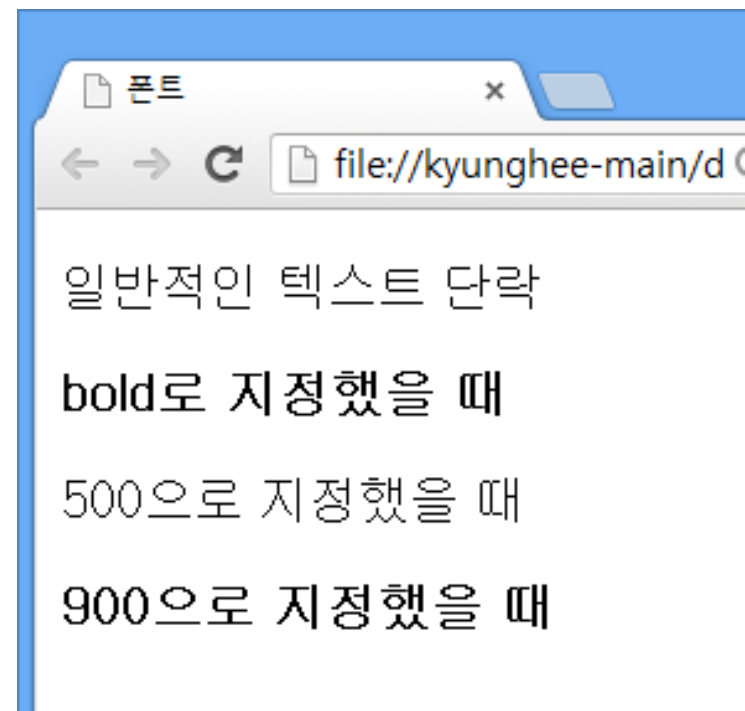 폰트
file://kyunghee-main/d
일반적인 텍스트 단락
bold로 지정했을 때
500으로 지정했을 때
900으로 지정했을 때